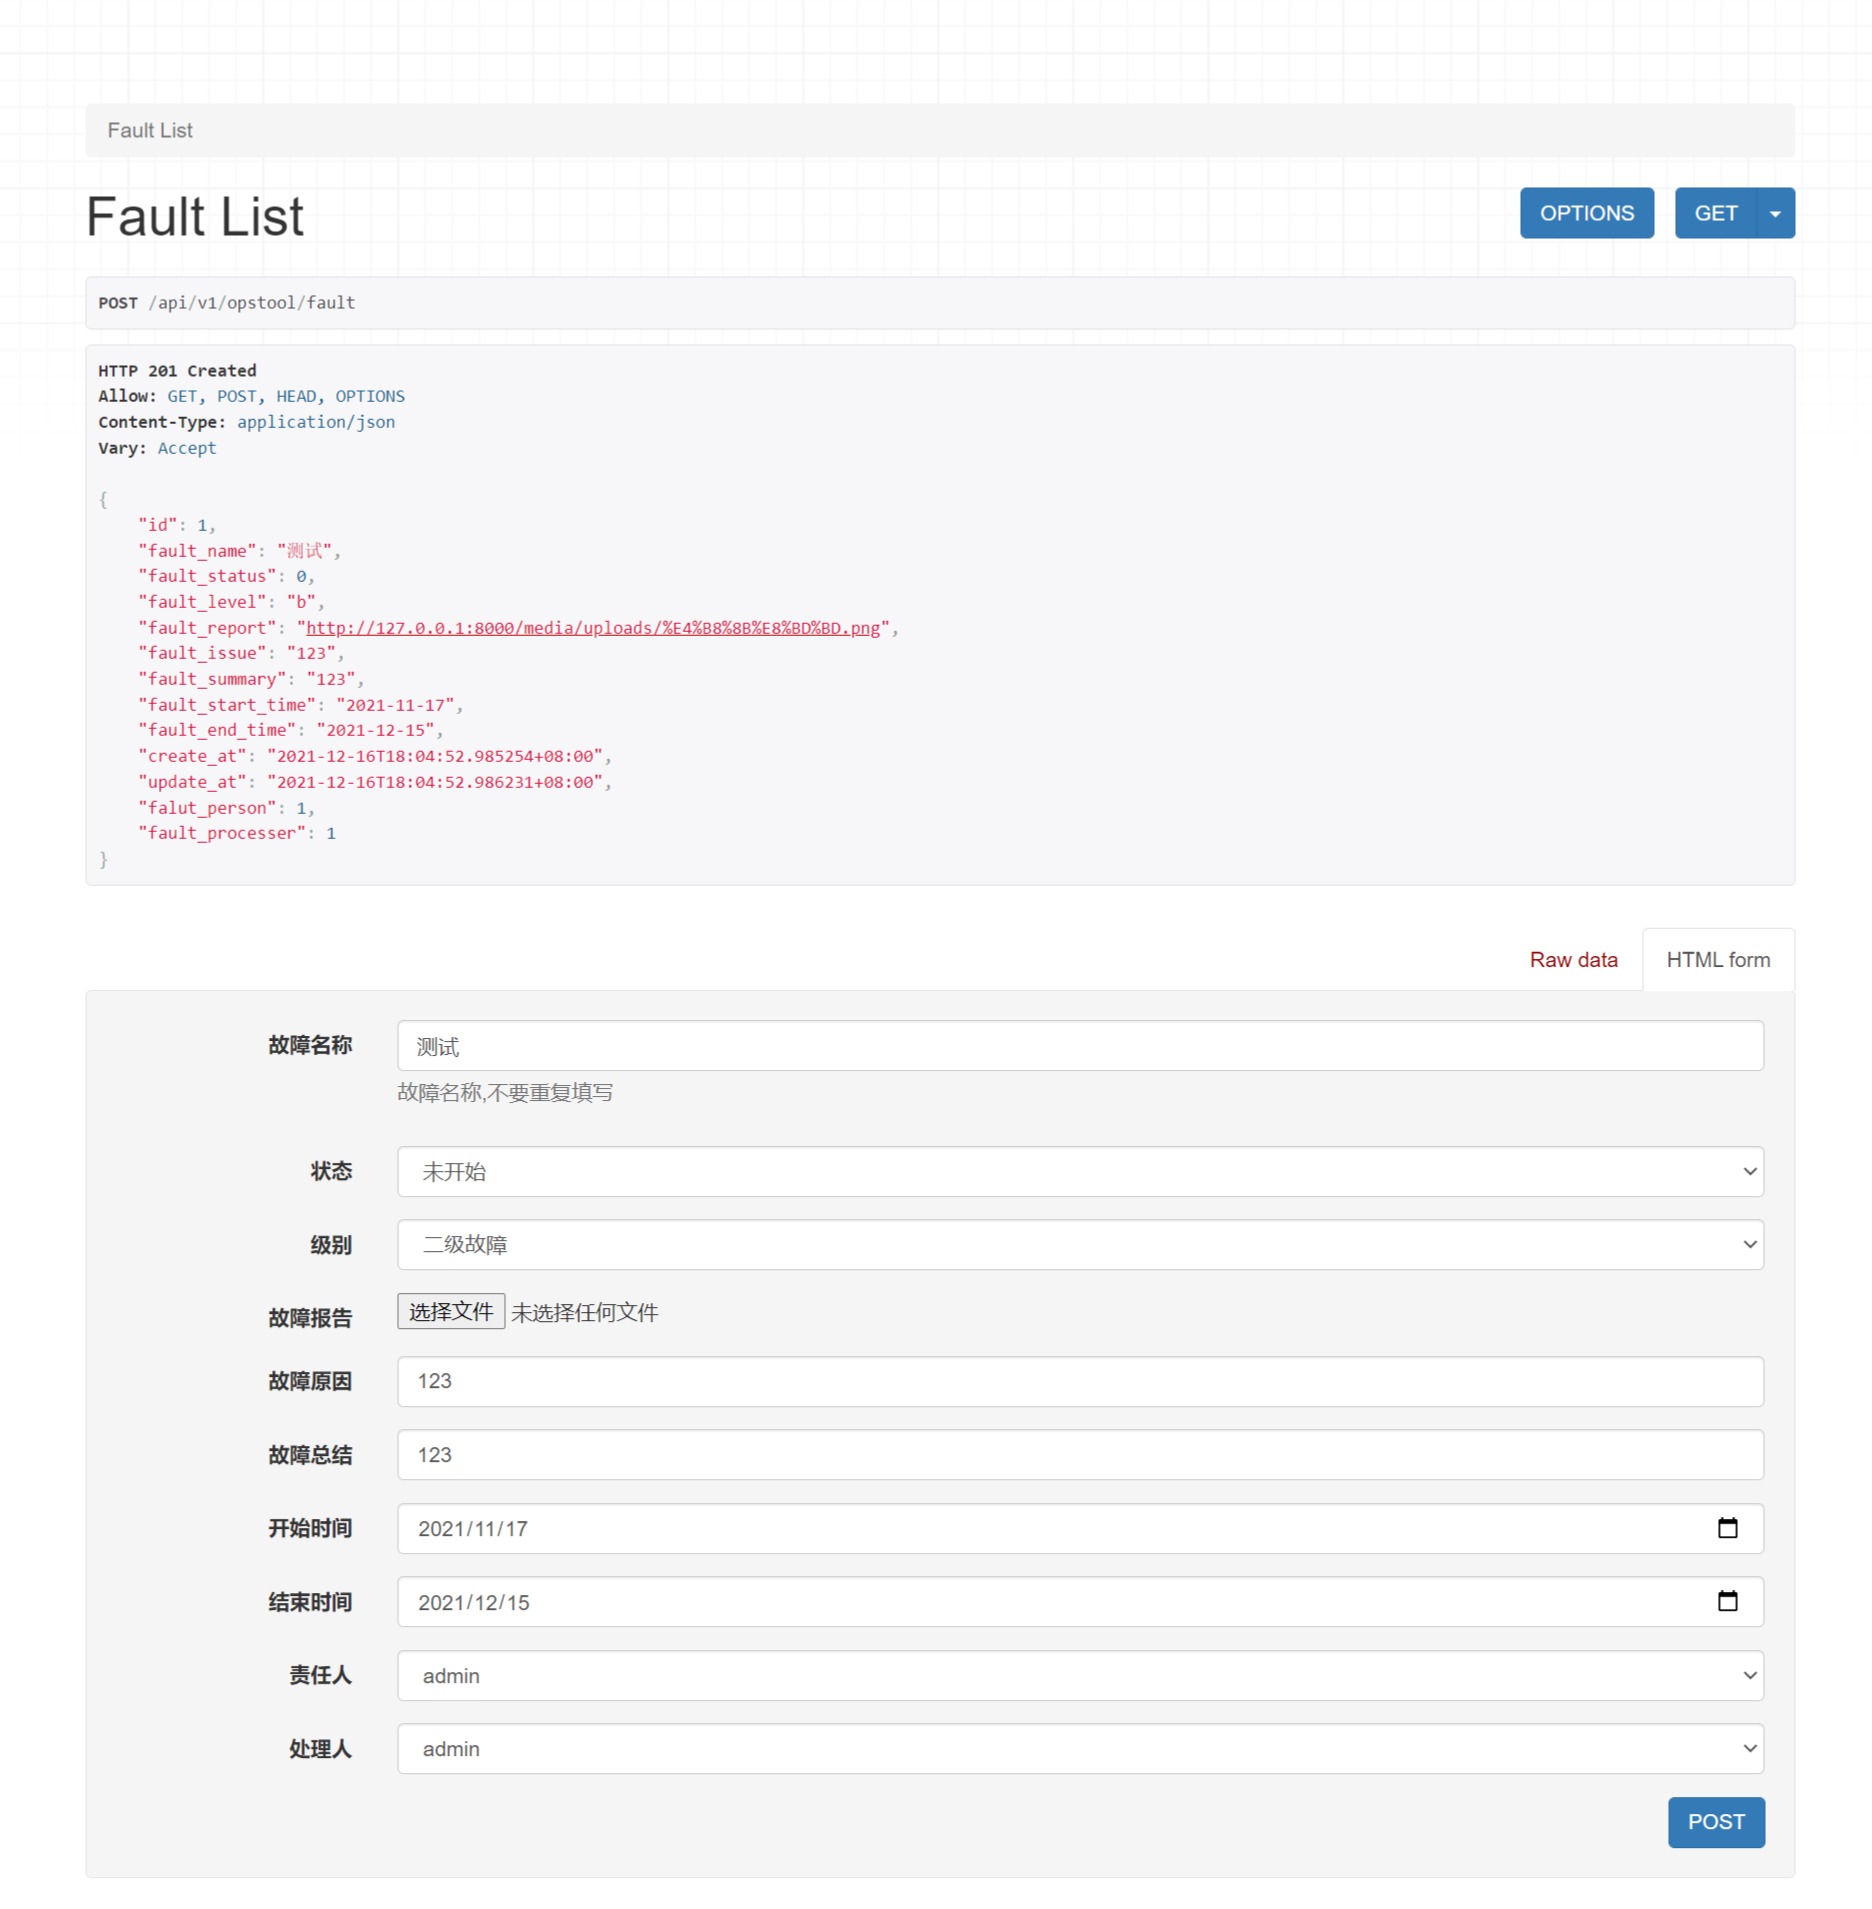 Fault List
Fault List
OPTIONS GET
POST /api/v1/opstool/fault
HTTP 201 Created
Allow: GET, POST, HEAD, OPTIONS
Content-Type: application/json
Vary: Accept
{
"id": 1,
"fault_name": "测试",
"fault_status": 0,
"fault_level": "b",
"fault_report": "http://127.0.0.1:8000/media/uploads/%E4%B8%8B%E8%BD%BD.png",
"fault_issue": "123",
"fault_summary": "123",
"fault_start_time": "2021-11-17",
"fault_end_time": "2021-12-15",
"create_at": "2021-12-16T18:04:52.985254+08:00",
"update_at": "2021-12-16T18:04:52.986231+08:00",
"falut_person": 1,
"fault_processer": 1
}
Raw data HTML form
故障名称 测试
故障名称,不要重复填写
状态 未开始
级别 二级故障
故障报告 选择文件 未选择任何文件
故障原因 123
故障总结 123
开始时间 2021/11/17
结束时间 2021/12/15
责任人 admin
处理人 admin
POST